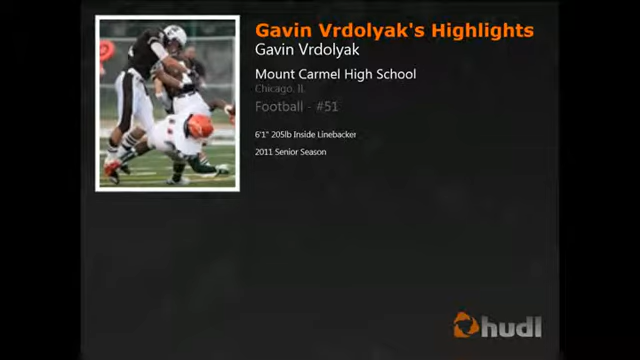 Gavin Vrdolyak's Highlights
Gavin Vrdolyak
Mount Carmel High School
Chicago, IL
Football - #51
6'1" 205lb Inside Linebacker
2011 Senior Season
hudl